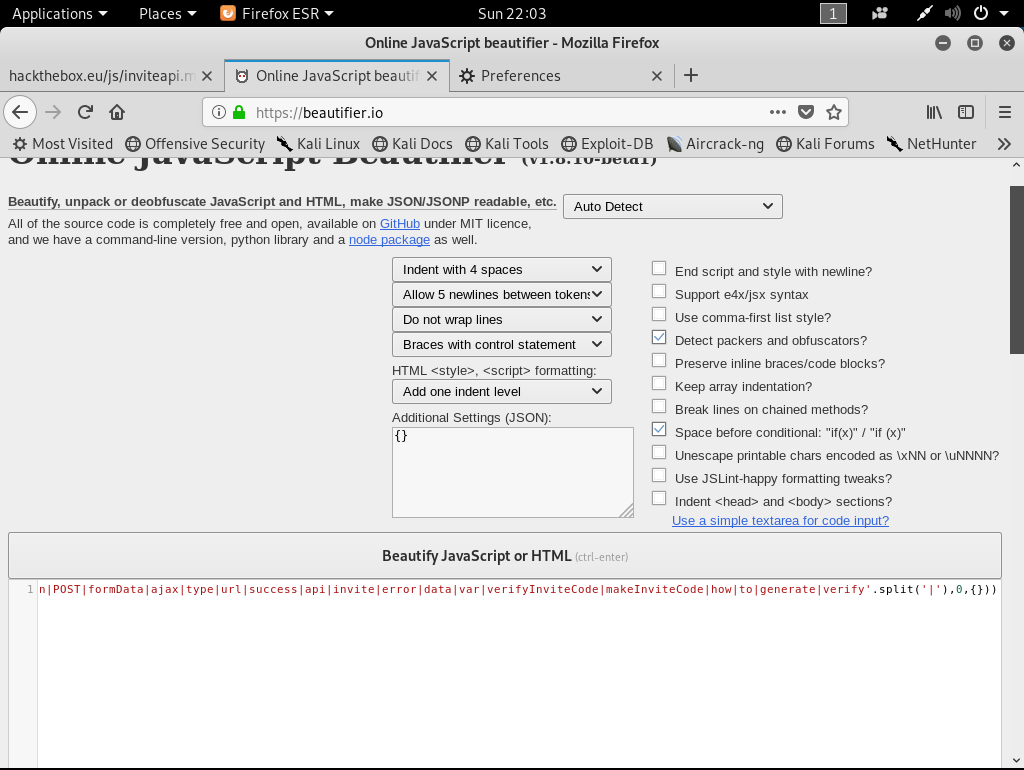 Applications Places Firefox ESR Sun 22:03 1
Online JavaScript beautifier - Mozilla Firefox
hackthebox.eu/js/inviteapi.m Online JavaScript beautif Preferences
https://beautifier.io
Most Visited Offensive Security Kali Linux Kali Docs Kali Tools Exploit-DB Aircrack-ng Kali Forums NetHunter
Online JavaScript Beautifier (v1.8.10-beta1)
Beautify, unpack or deobfuscate JavaScript and HTML, make JSON/JSONP readable, etc. Auto Detect
All of the source code is completely free and open, available on GitHub under MIT licence,
and we have a command-line version, python library and a node package as well.
Indent with 4 spaces
Allow 5 newlines between tokens
Do not wrap lines
Braces with control statement
HTML <style>, <script> formatting:
Add one indent level
Additional Settings (JSON):
{}
End script and style with newline?
Support e4x/jsx syntax
Use comma-first list style?
Detect packers and obfuscators?
Preserve inline braces/code blocks?
Keep array indentation?
Break lines on chained methods?
Space before conditional: "if(x)" / "if (x)"
Unescape printable chars encoded as \xNN or \uNNNN?
Use JSLint-happy formatting tweaks?
Indent <head> and <body> sections?
Use a simple textarea for code input?
Beautify JavaScript or HTML (ctrl-enter)
1 n|POST|formData|ajax|type|url|success|api|invite|error|data|var|verifyInviteCode|makeInviteCode|how|to|generate|verify'.split('|'),0,{}))